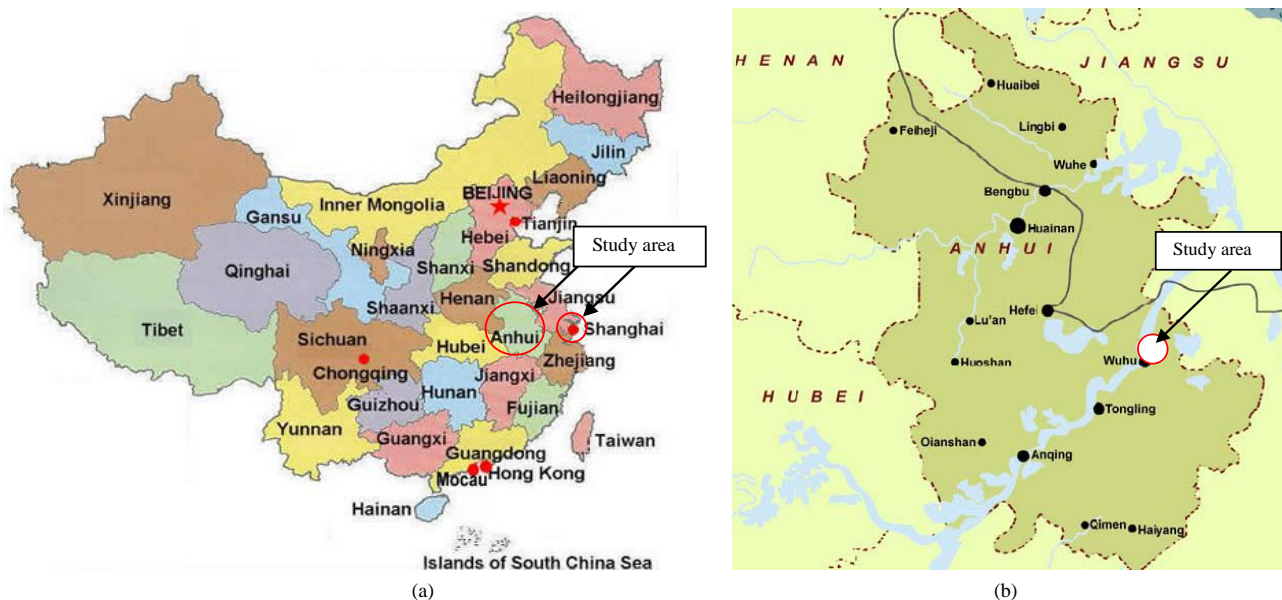 Heilongjiang
Jilin
Liaoning
Xinjiang
BEIJING
Inner Mongolia
Gansu
Tianjin
Ningxia
Hebei
Study area
Qinghai
Shanxi
Shandong
Shaanxi
Henan
Jiangsu
Tibet
Shanghai
Sichuan
Anhui
Hubei
Chongqing
Zhejiang
Hunan
Jiangxi
Guizhou
Fujian
Yunnan
Guangxi
Taiwan
Guangdong
Mocau
Hong Kong
Hainan
Islands of South China Sea
(a)
HENAN
JIANGSU
Huaibei
Feiheji
Lingbi
Wuhe
Bengbu
Huainan
ANHUI
Study area
Hefei
Lu'an
Huoshan
Wuhu
HUBEI
Tongling
Oianshan
Anqing
Qimen
Haiyang
(b)